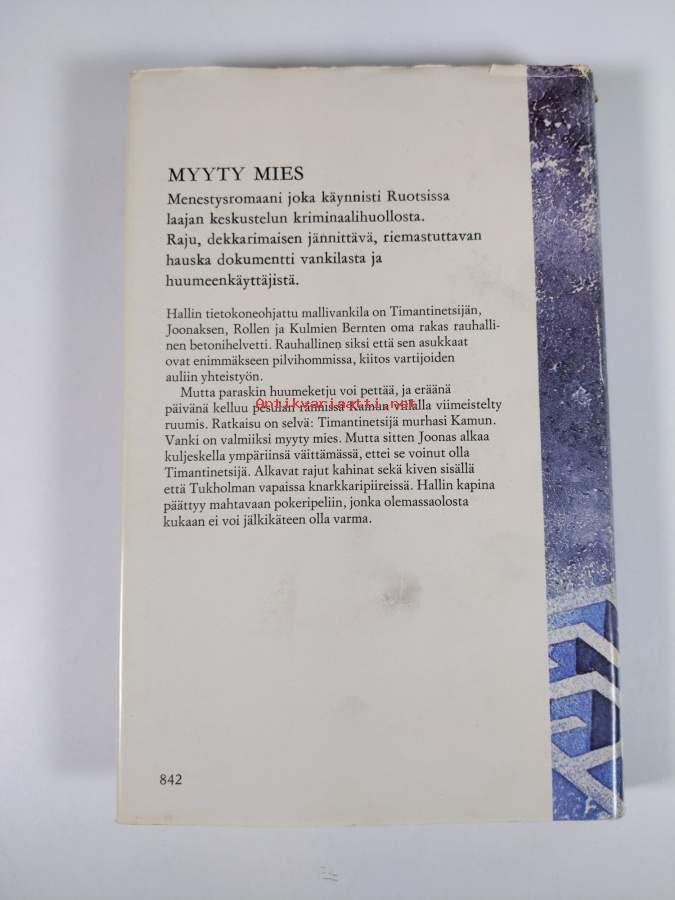 MYYTY MIES
Menestysromaani joka käynnisti Ruotsissa
laajan keskustelun kriminaalihuollosta.
Raju, dekkarimaisen jännittävä, riemastuttavan
hauska dokumentti vankilasta ja
huumeenkäyttäjistä.
Hallin tietokoneohjattu mallivankila on Timantinetsijän,
Joonaksen, Rollen ja Kulmien Bernten oma rakas rauhalli-
nen betonihelvetti. Rauhallinen siksi että sen asukkaat
ovat enimmäkseen pilvihommissa, kiitos vartijoiden
auliin yhteistyön.
Mutta paraskin huumeketju voi pettää, ja eräänä
Antikvariaatti.net
päivänä kelluu pesulan rännissä Kamun viimeistelty
ruumis. Ratkaisu on selvä: Timantinetsijä murhasi Kamun.
Vanki on valmiiksi myyty mies. Mutta sitten Joonas alkaa
kuljeskella ympäriinsä väittämässä, ettei se voinut olla
Timantinetsijä. Alkavat rajut kahinat sekä kiven sisällä
että Tukholman vapaissa knarkkaripiireissä. Hallin kapina
päättyy mahtavaan pokeripeliin, jonka olemassaolosta
kukaan ei voi jälkikäteen olla varma.
842